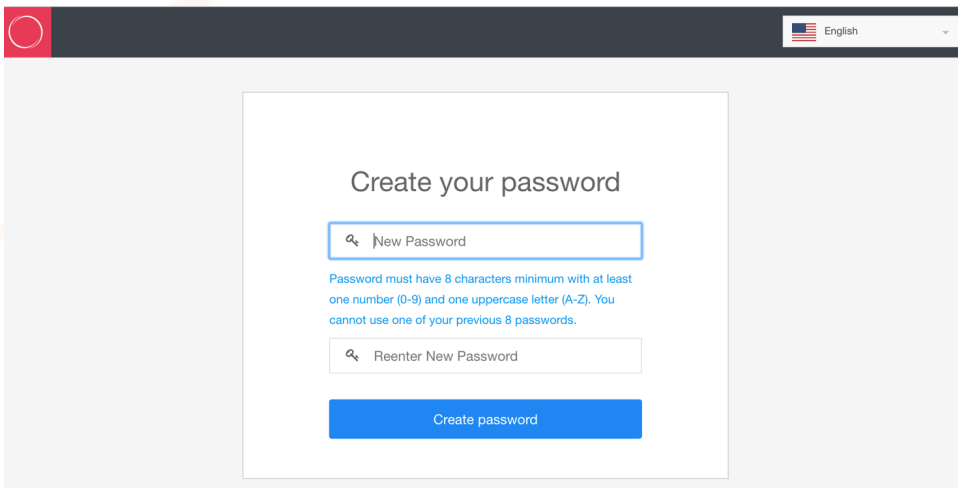 English
Create your password
New Password
Password must have 8 characters minimum with at least
one number (0-9) and one uppercase letter (A-Z). You
cannot use one of your previous 8 passwords.
Reenter New Password
Create password